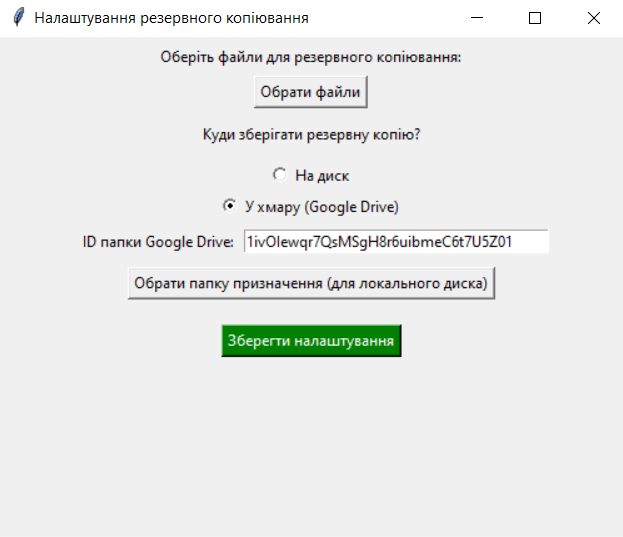 Налаштування резервного копіювання
Оберіть файли для резервного копіювання:
Обрати файли
Куди зберігати резервну копію?
На диск
У хмару (Google Drive)
ID папки Google Drive: 1ivOIewqr7QsMSgH8r6uibmeC6t7U5Z01
Обрати папку призначення (для локального диска)
Зберегти налаштування